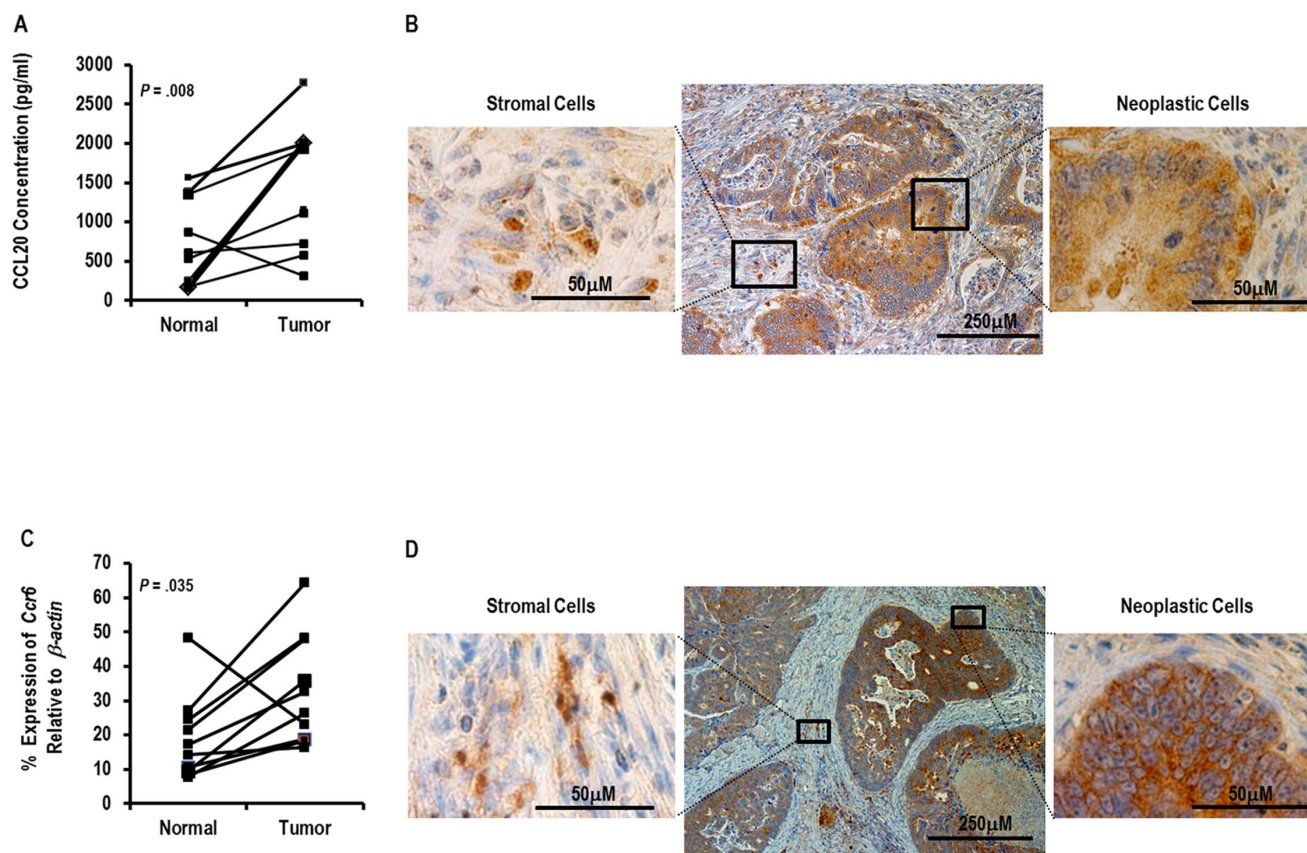 A
CCL20 Concentration (pg/ml)
3000
2500
2000
1500
1000
500
0
P = .008
Normal Tumor
B
Stromal Cells
Neoplastic Cells
50μM
250μM
50μM
C
% Expression of Ccr6
Relative to β-actin
70
60
50
40
30
20
10
0
P = .035
Normal Tumor
D
Stromal Cells
Neoplastic Cells
50μM
250μM
50μM